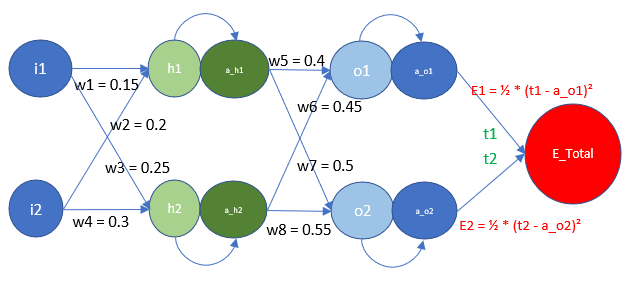 i1
h1
a_h1
w5 = 0.4
o1
a_o1
w1 = 0.15
E1 = ½ * (t1 - a_o1)²
w6 = 0.45
w2 = 0.2
t1
E_Total
t2
w3 = 0.25
w7 = 0.5
i2
h2
a_h2
o2
a_o2
w4 = 0.3
w8 = 0.55
E2 = ½ * (t2 - a_o2)²